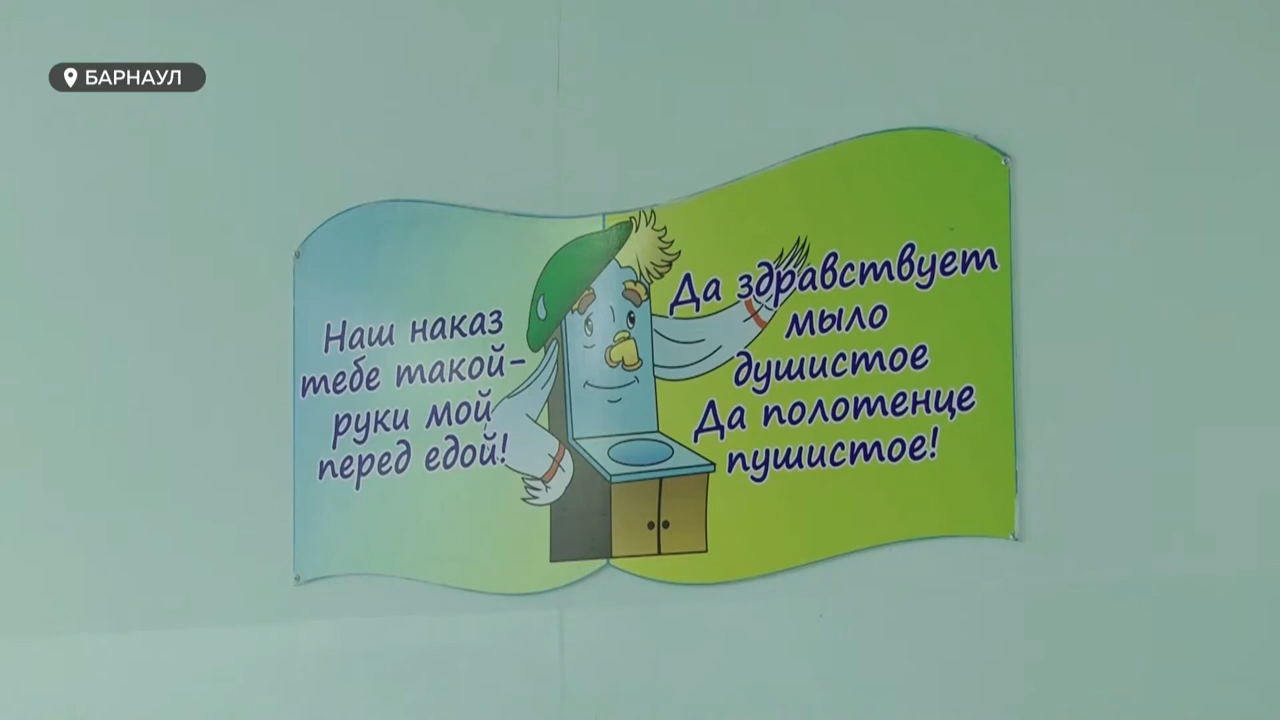 БАРНАУЛ
Наш наказ
тебе такой-
руки мой
перед едой!
Да здравствует
мыло
душистое
Да полотенце
пушистое!